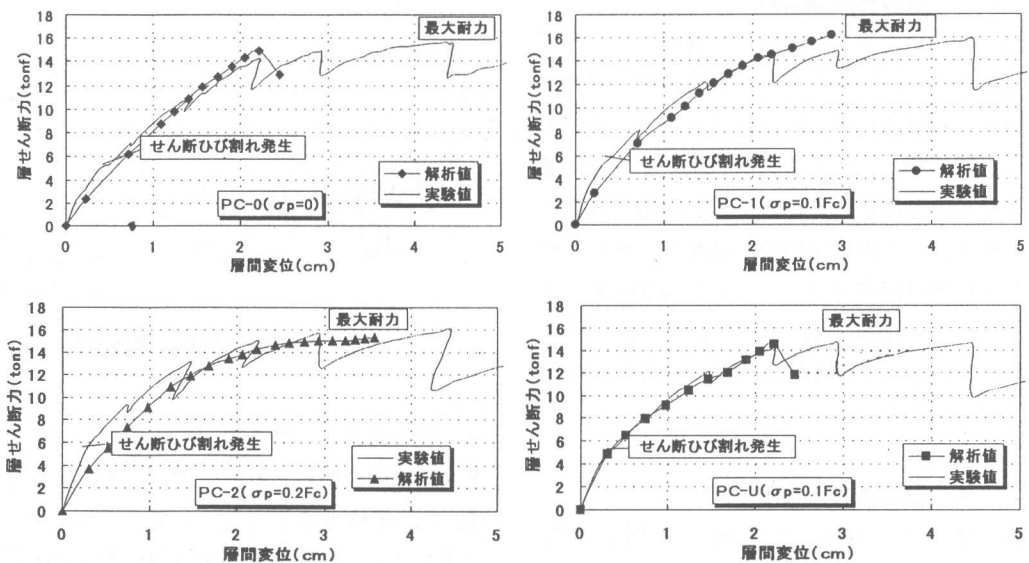 層せん断力(tonf)
18
16
14
12
10
8
6
4
2
0
最大耐力
せん断ひび割れ発生
解析値
実験値
PC-0(σp=0)
0 1 2 3 4 5
層間変位(cm)
層せん断力(tonf)
18
16
14
12
10
8
6
4
2
0
最大耐力
せん断ひび割れ発生
解析値
実験値
PC-1(σp=0.1Fc)
0 1 2 3 4 5
層間変位(cm)
層せん断力(tonf)
18
16
14
12
10
8
6
4
2
0
最大耐力
せん断ひび割れ発生
実験値
解析値
PC-2(σp=0.2Fc)
0 1 2 3 4 5
層間変位(cm)
層せん断力(tonf)
18
16
14
12
10
8
6
4
2
0
最大耐力
せん断ひび割れ発生
解析値
実験値
PC-U(σp=0.1Fc)
0 1 2 3 4 5
層間変位(cm)